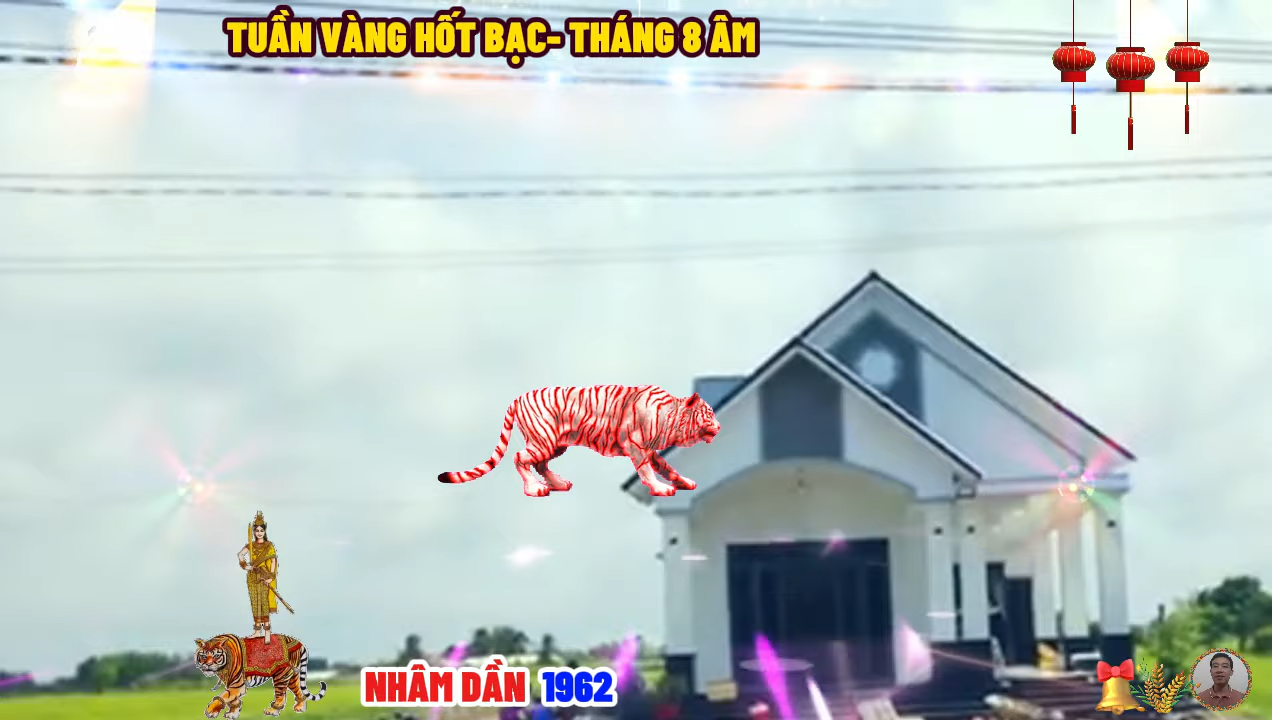 TUẦN VÀNG HỐT BẠC- THÁNG 8 ÂM
NHÂM DẦN 1962